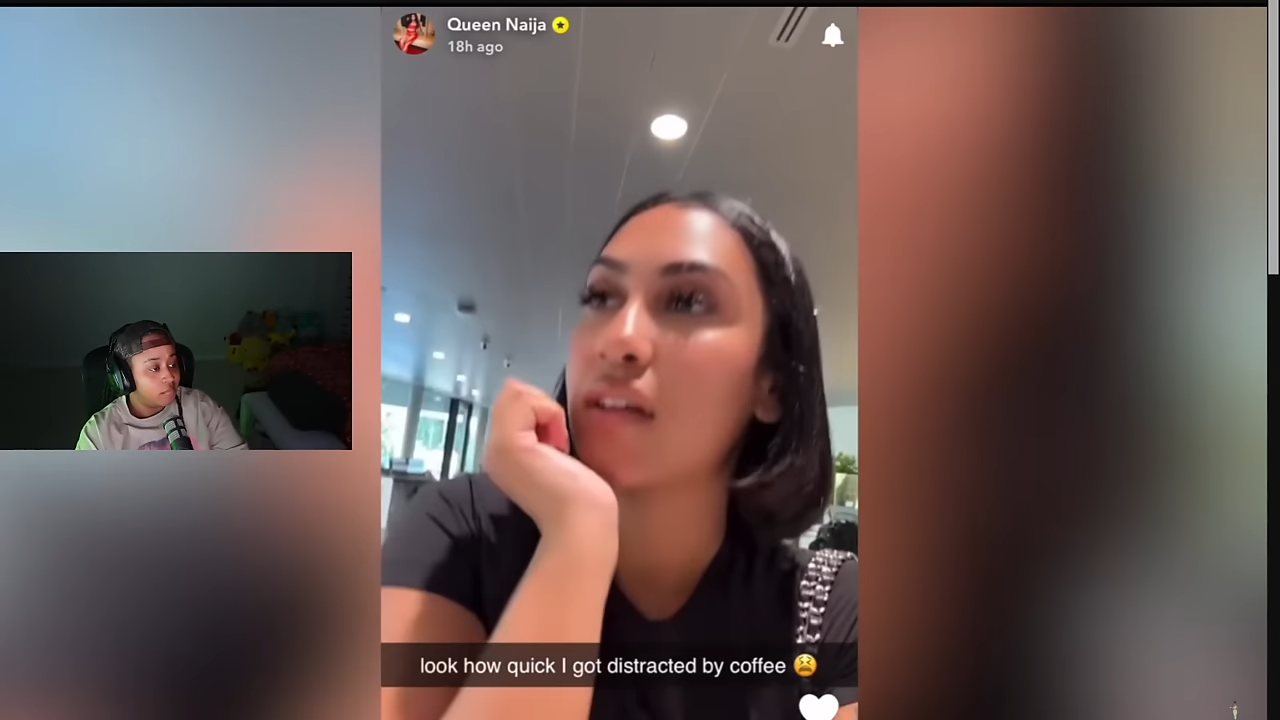 Queen Naija
18h ago
look how quick I got distracted by coffee 😫